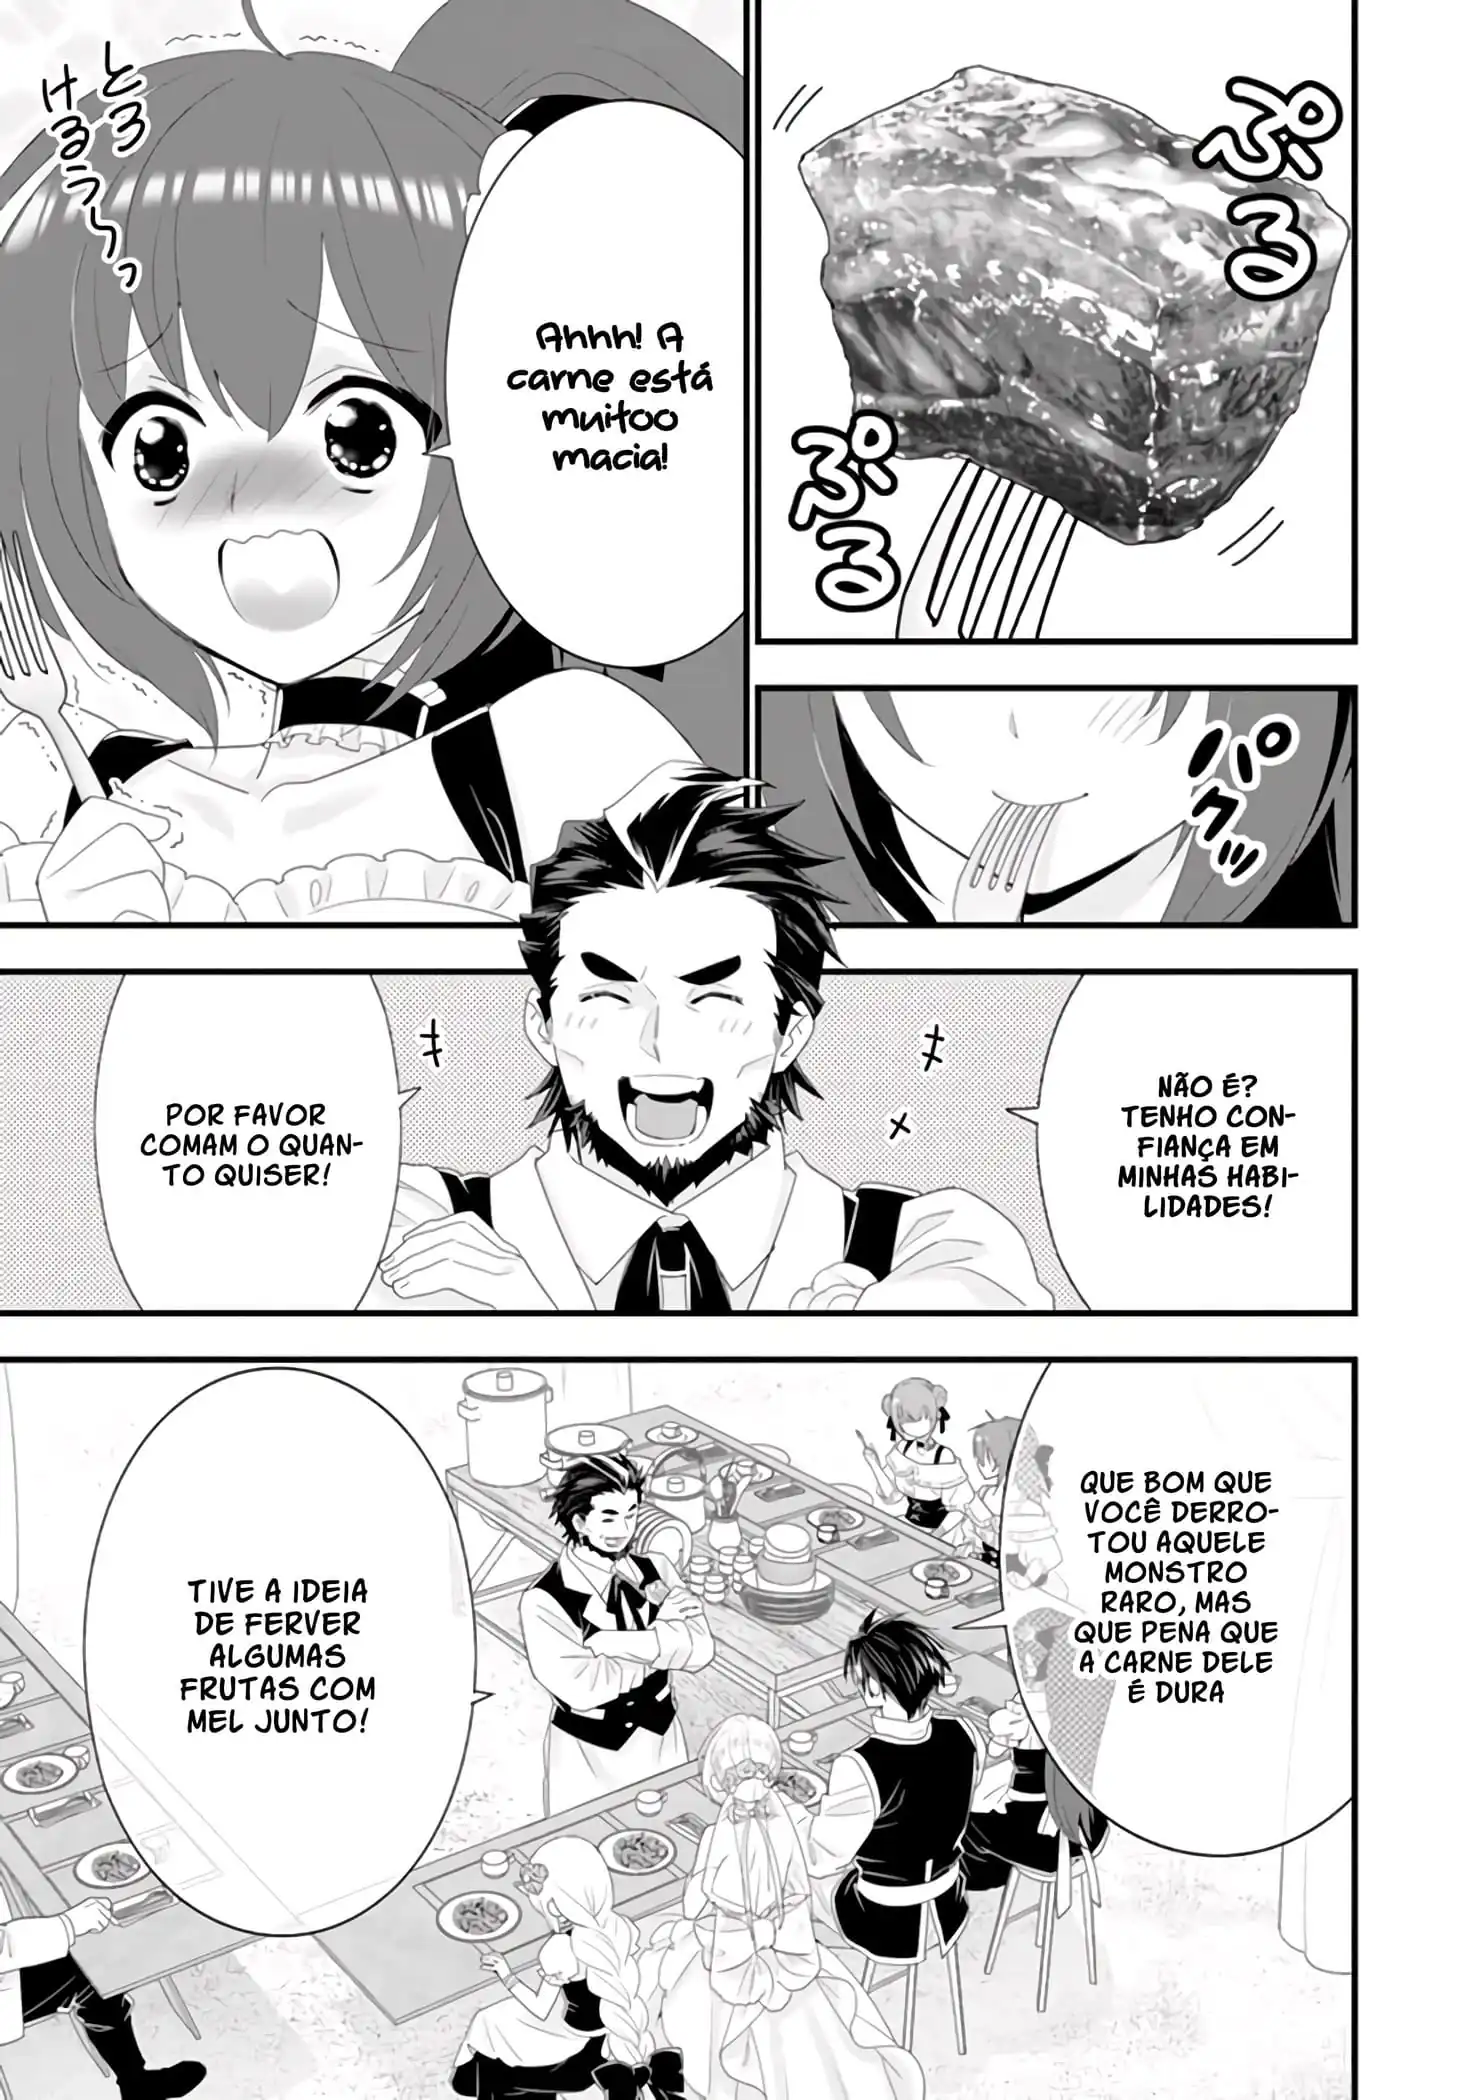 ぷる
ぷる
パクッ
Ahhh! A
carne está
muitoo
macia!
とろ
けるぅ〜っ
NÃO É?
TENHO CON-
FIANÇA EM
MINHAS HABI-
LIDADES!
POR FAVOR
COMAM O QUAN-
TO QUISER!
QUE BOM QUE
VOCÊ DERRO-
TOU AQUELE
MONSTRO
RARO, MAS
QUE PENA QUE
A CARNE DELE
É DURA
TIVE A IDEIA
DE FERVER
ALGUMAS
FRUTAS COM
MEL JUNTO!